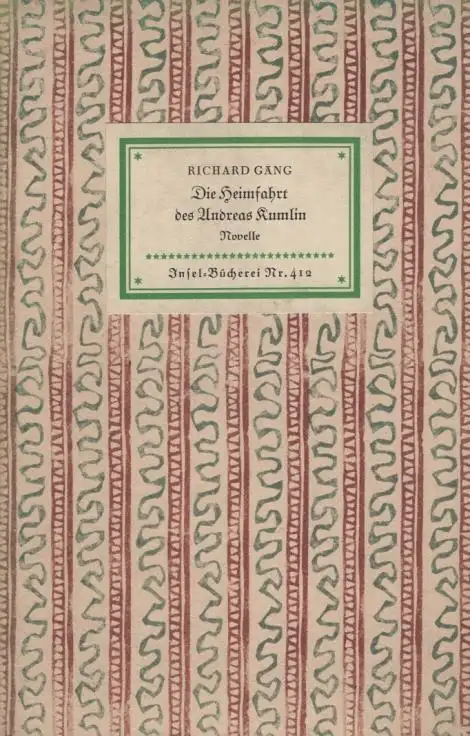 RICHARD GÄNG
Die Heimfahrt
des Andreas Kumlin
Novelle
Insel-Bücherei Nr. 412